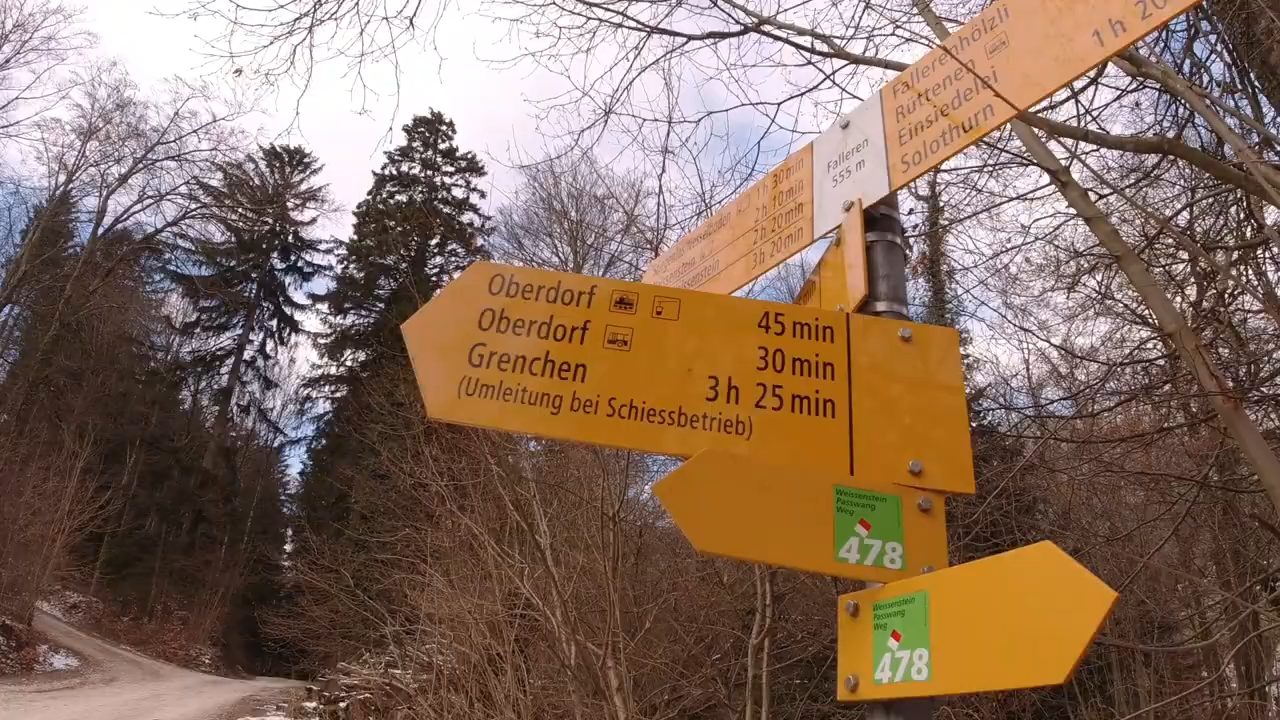 Fallerenhölzli
Rüttenen
Einsiedelei
Solothurn
1 h 20
Falleren
555 m
1 h 30 min
2 h 10 min
2 h 20 min
3 h 20 min
Oberdorf 45 min
Oberdorf 30 min
Grenchen 3 h 25 min
(Umleitung bei Schiessbetrieb)
Weissenstein
Passwang
Weg
478
Weissenstein
Passwang
Weg
478